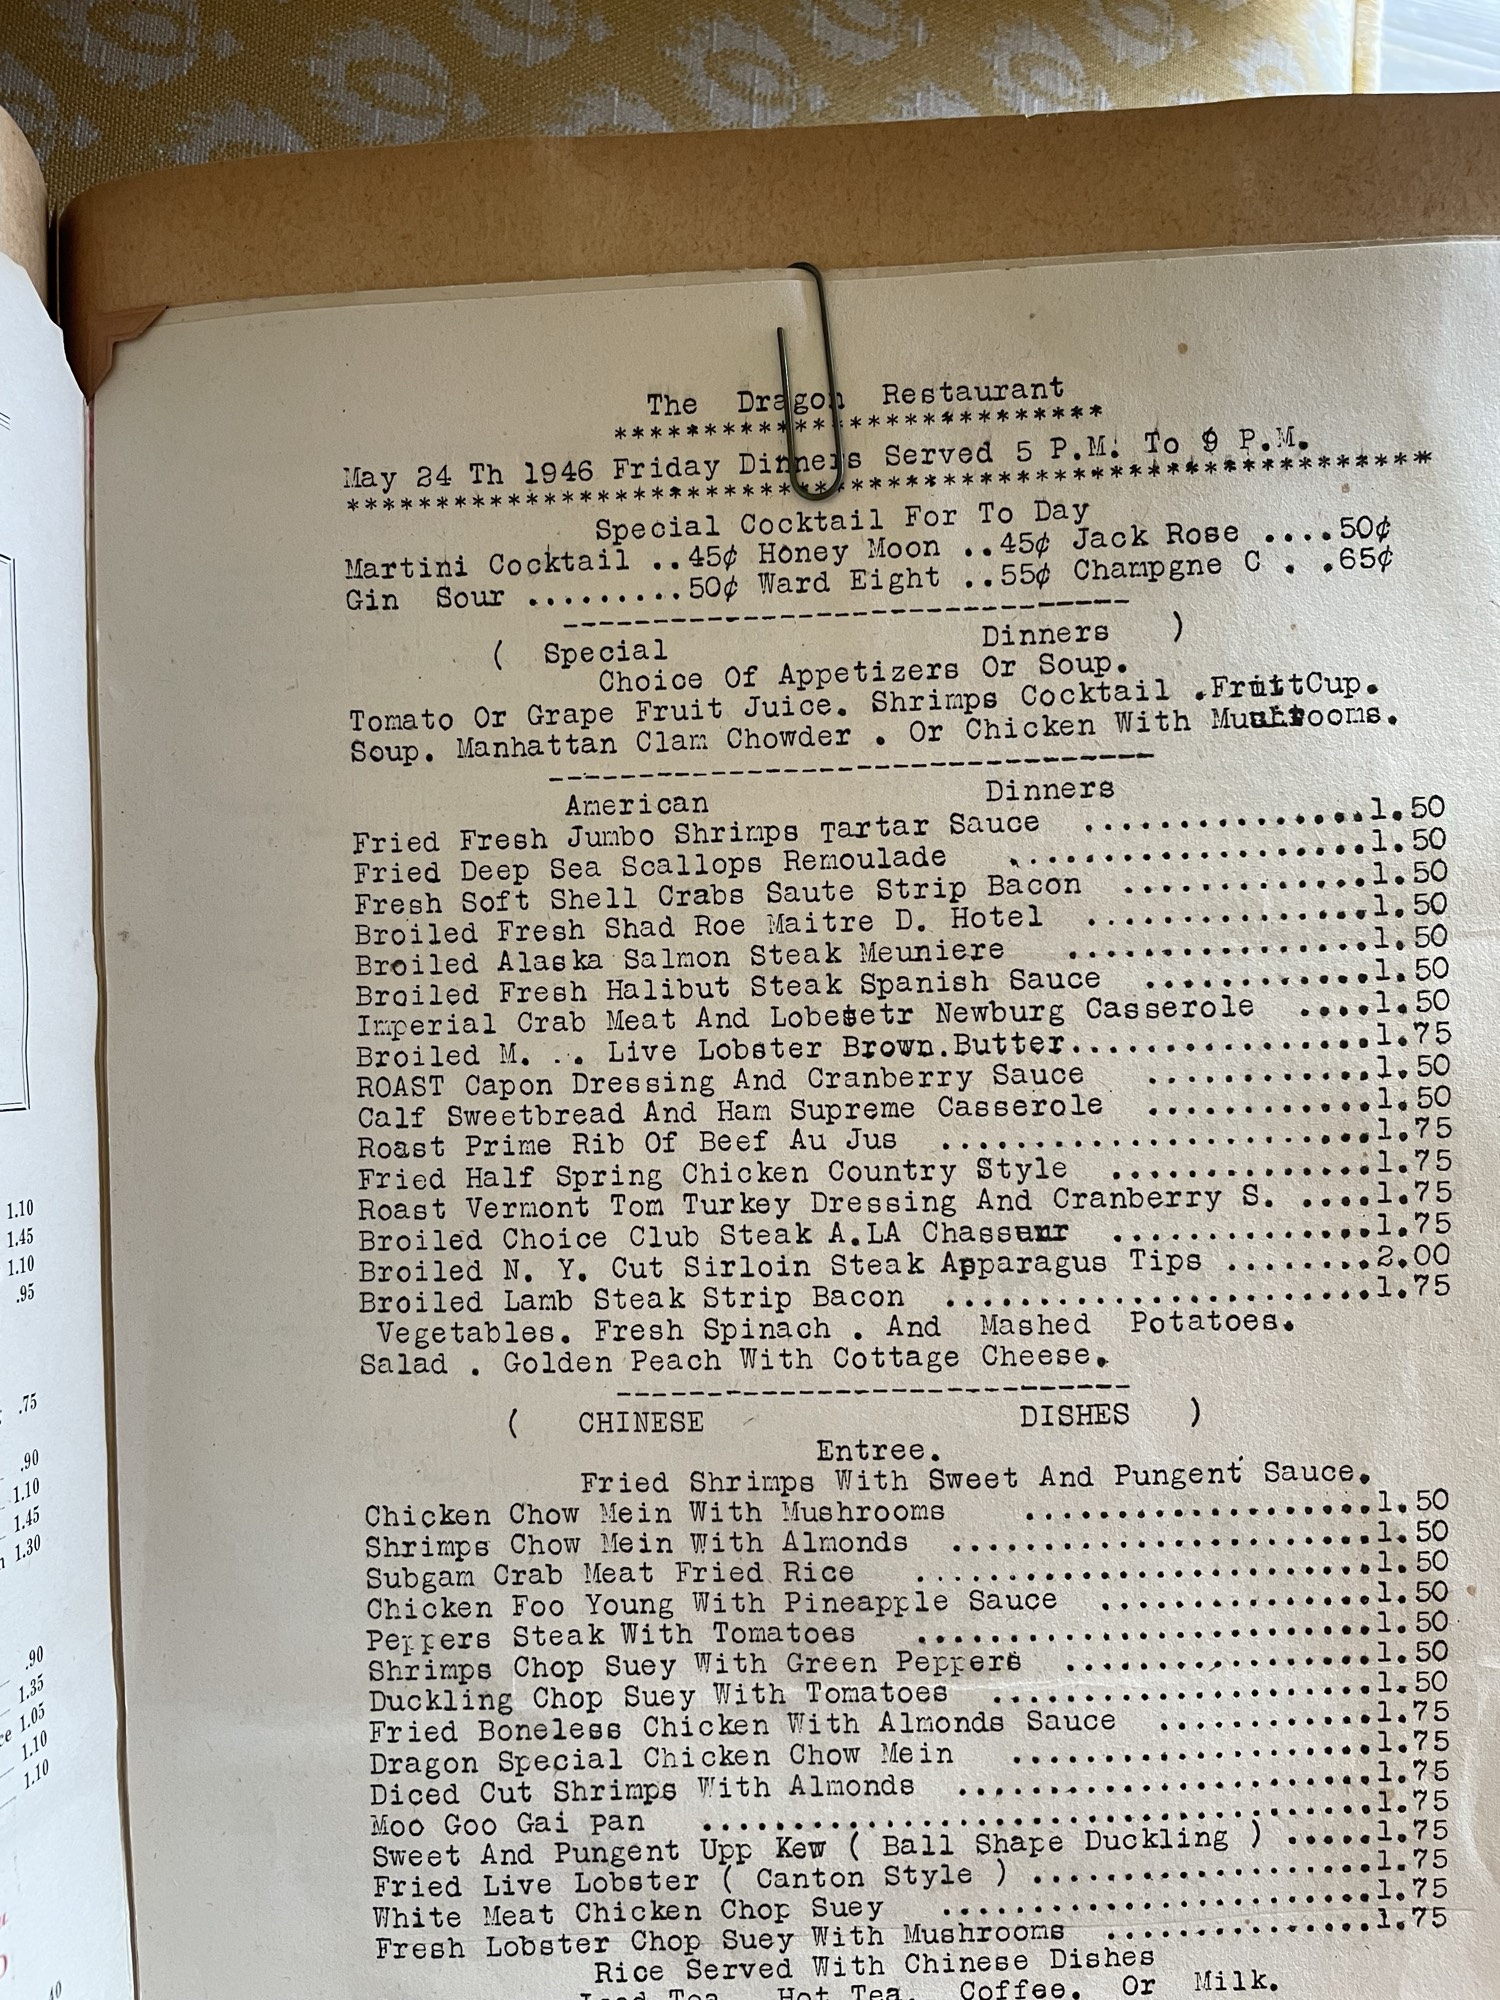 The Dragon Restaurant
***************************
May 24 Th 1946 Friday Dinners Served 5 P.M. To 9 P.M.
************************************************************
Special Cocktail For To Day
Martini Cocktail ..45¢ Honey Moon ..45¢ Jack Rose ....50¢
Gin Sour .........50¢ Ward Eight ..55¢ Champgne C . .65¢
--------------------------------
( Special Dinners )
Choice Of Appetizers Or Soup.
Tomato Or Grape Fruit Juice. Shrimps Cocktail .FruitCup.
Soup. Manhattan Clam Chowder . Or Chicken With Mushrooms.
----------------------------------
American Dinners
Fried Fresh Jumbo Shrimps Tartar Sauce ................1.50
Fried Deep Sea Scallops Remoulade ....................1.50
Fresh Soft Shell Crabs Saute Strip Bacon ..............1.50
Broiled Fresh Shad Roe Maitre D. Hotel ................1.50
Broiled Alaska Salmon Steak Meuniere .................1.50
Broiled Fresh Halibut Steak Spanish Sauce .............1.50
Imperial Crab Meat And Lobesetr Newburg Casserole ....1.50
Broiled M. .. Live Lobster Brown.Butter.................1.75
ROAST Capon Dressing And Cranberry Sauce .............1.50
Calf Sweetbread And Ham Supreme Casserole .............1.50
Roast Prime Rib Of Beef Au Jus ........................1.75
Fried Half Spring Chicken Country Style ...............1.75
Roast Vermont Tom Turkey Dressing And Cranberry S. ....1.75
Broiled Choice Club Steak A.LA Chasseur ...............1.75
Broiled N. Y. Cut Sirloin Steak Apparagus Tips ........2.00
Broiled Lamb Steak Strip Bacon ........................1.75
Vegetables. Fresh Spinach . And Mashed Potatoes.
Salad . Golden Peach With Cottage Cheese.
-----------------------------
( CHINESE DISHES )
Entree.
Fried Shrimps With Sweet And Pungent Sauce.
Chicken Chow Mein With Mushrooms ....................1.50
Shrimps Chow Mein With Almonds ........................1.50
Subgam Crab Meat Fried Rice ..........................1.50
Chicken Foo Young With Pineapple Sauce ................1.50
Peppers Steak With Tomatoes ..........................1.50
Shrimps Chop Suey With Green Peppers ..................1.50
Duckling Chop Suey With Tomatoes ......................1.50
Fried Boneless Chicken With Almonds Sauce .............1.75
Dragon Special Chicken Chow Mein .....................1.75
Diced Cut Shrimps With Almonds ........................1.75
Moo Goo Gai pan ......................................1.75
Sweet And Pungent Upp Kew ( Ball Shape Duckling ) .....1.75
Fried Live Lobster ( Canton Style ) ...................1.75
White Meat Chicken Chop Suey .........................1.75
Fresh Lobster Chop Suey With Mushrooms ...............1.75
Rice Served With Chinese Dishes
Iced Tea. Hot Tea. Coffee. Or Milk.
1.10
1.45
1.10
.95
.75
.90
1.10
1.45
1.30
.90
1.35
1.05
1.10
1.10